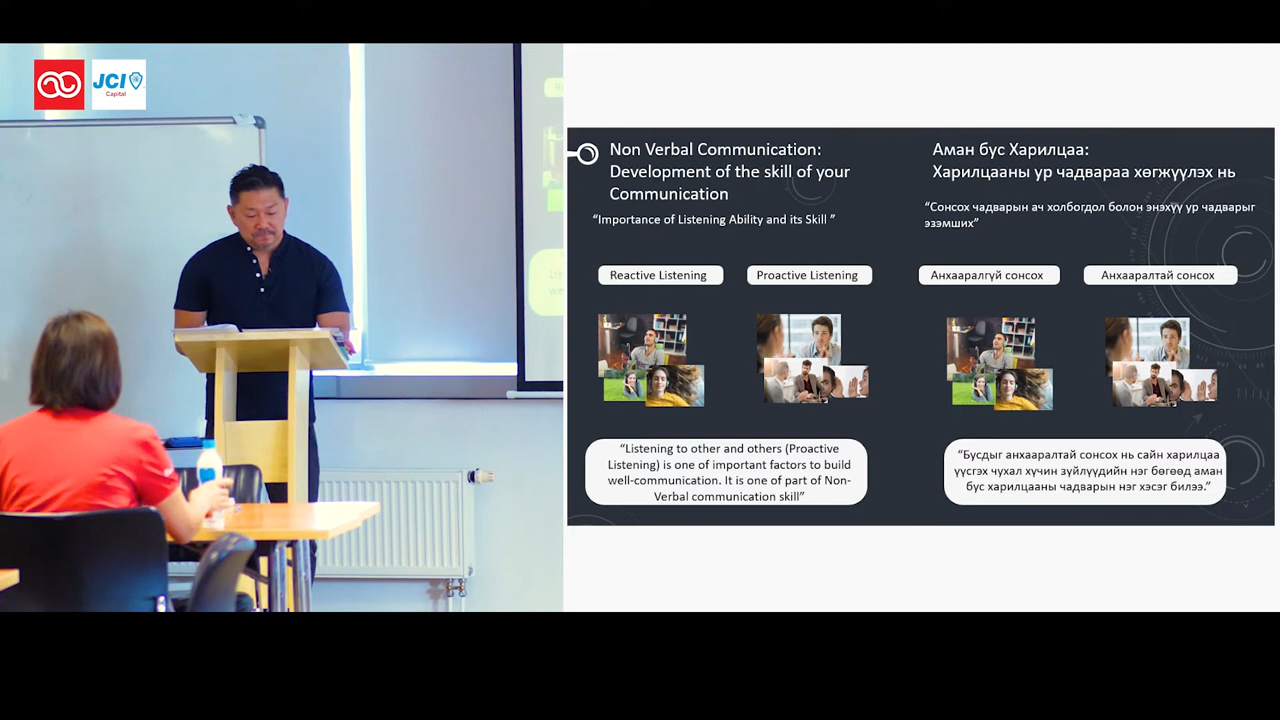 JCI
Capital
Non Verbal Communication:
Development of the skill of your
Communication
“Importance of Listening Ability and its Skill ”
Reactive Listening
Proactive Listening
“Listening to other and others (Proactive
Listening) is one of important factors to build
well-communication. It is one of part of Non-
Verbal communication skill”
Аман бус Харилцаа:
Харилцааны ур чадвараа хөгжүүлэх нь
“Сонсох чадварын ач холбогдол болон энэхүү ур чадварыг
эзэмших”
Анхааралгүй сонсох
Анхааралтай сонсох
“Бусдыг анхааралтай сонсох нь сайн харилцаа
үүсгэх чухал хүчин зүйлүүдийн нэг бөгөөд аман
бус харилцааны чадварын нэг хэсэг билээ.”